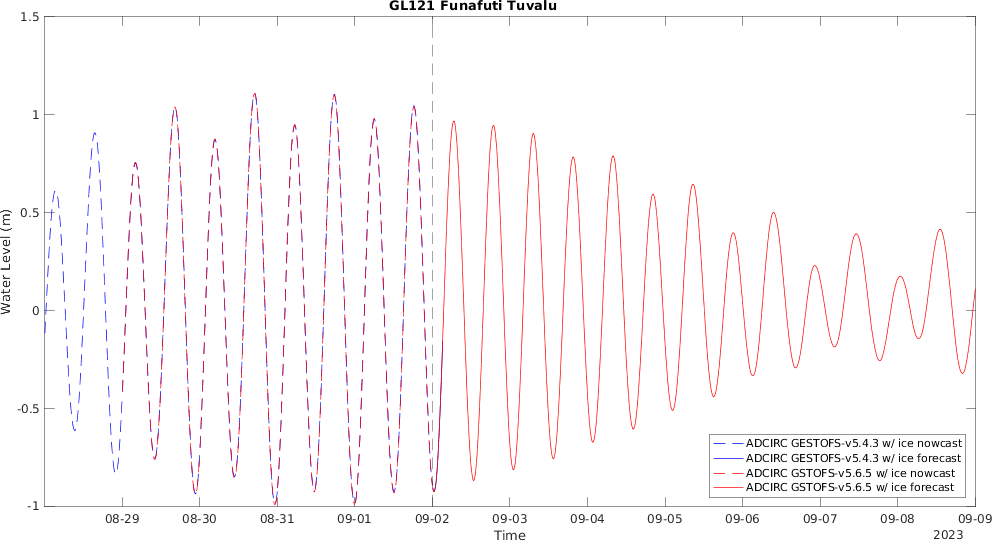 GL121 Funafuti Tuvalu
1.5
1
0.5
0
-0.5
-1
Water Level (m)
08-29 08-30 08-31 09-01 09-02 09-03 09-04 09-05 09-06 09-07 09-08 09-09
Time
2023
ADCIRC GESTOFS-v5.4.3 w/ ice nowcast
ADCIRC GESTOFS-v5.4.3 w/ ice forecast
ADCIRC GSTOFS-v5.6.5 w/ ice nowcast
ADCIRC GSTOFS-v5.6.5 w/ ice forecast